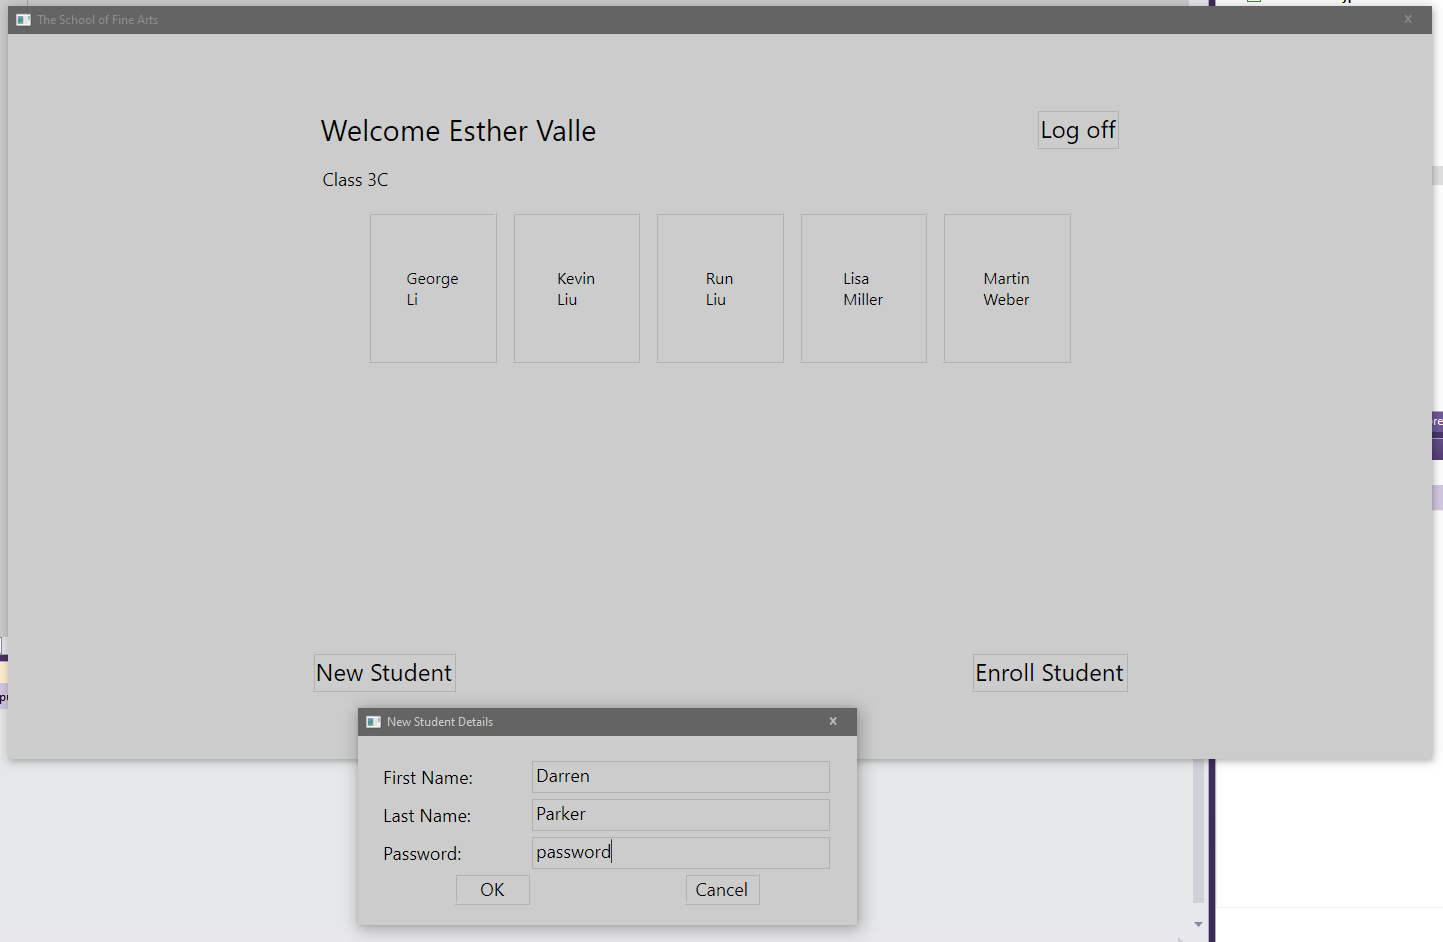 The School of Fine Arts
x
Welcome Esther Valle
Log off
Class 3C
George
Li
Kevin
Liu
Run
Liu
Lisa
Miller
Martin
Weber
New Student
Enroll Student
New Student Details
x
First Name:
Darren
Last Name:
Parker
Password:
password
OK
Cancel